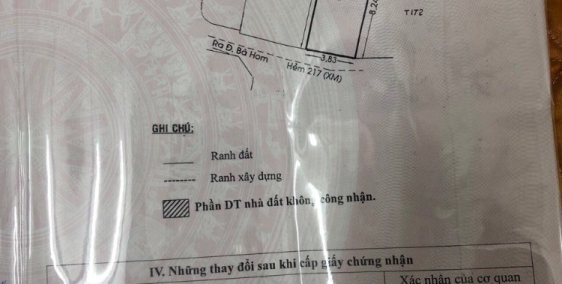 8,24
T.172
3,83
Ra Đ. Bà Hom
Hẻm 217 (XM)
GHI CHÚ:
Ranh đất
Ranh xây dựng
Phần DT nhà đất không công nhận.
IV. Những thay đổi sau khi cấp giấy chứng nhận
Xác nhận của cơ quan